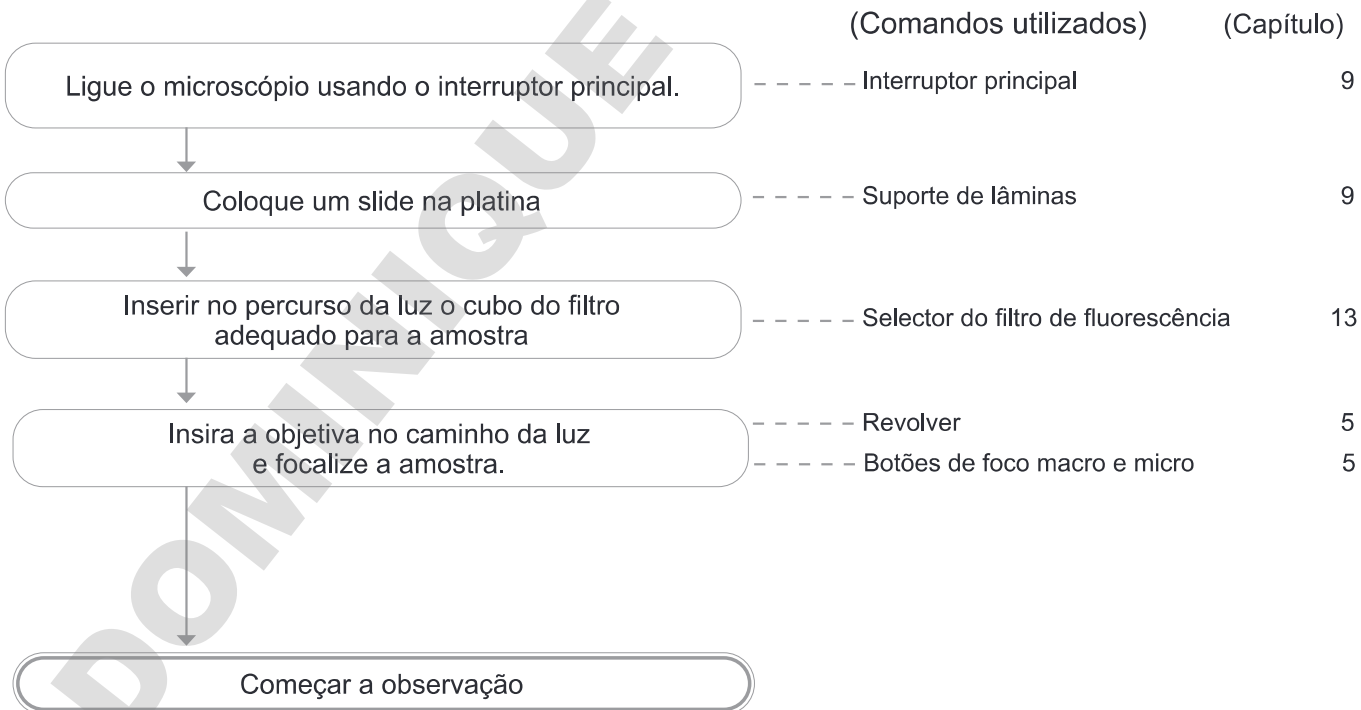 (Comandos utilizados) (Capítulo)
Ligue o microscópio usando o interruptor principal. Interruptor principal 9
Coloque um slide na platina Suporte de lâminas 9
Inserir no percurso da luz o cubo do filtro
adequado para a amostra
Selector do filtro de fluorescência 13
Insira a objetiva no caminho da luz
e focalize a amostra.
Revolver 5
Botões de foco macro e micro 5
Começar a observação
DOMINIQUE